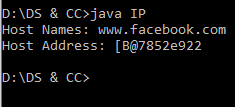 D:\DS & CC>java IP
Host Names: www.facebook.com
Host Address: [B@7852e922
D:\DS & CC>